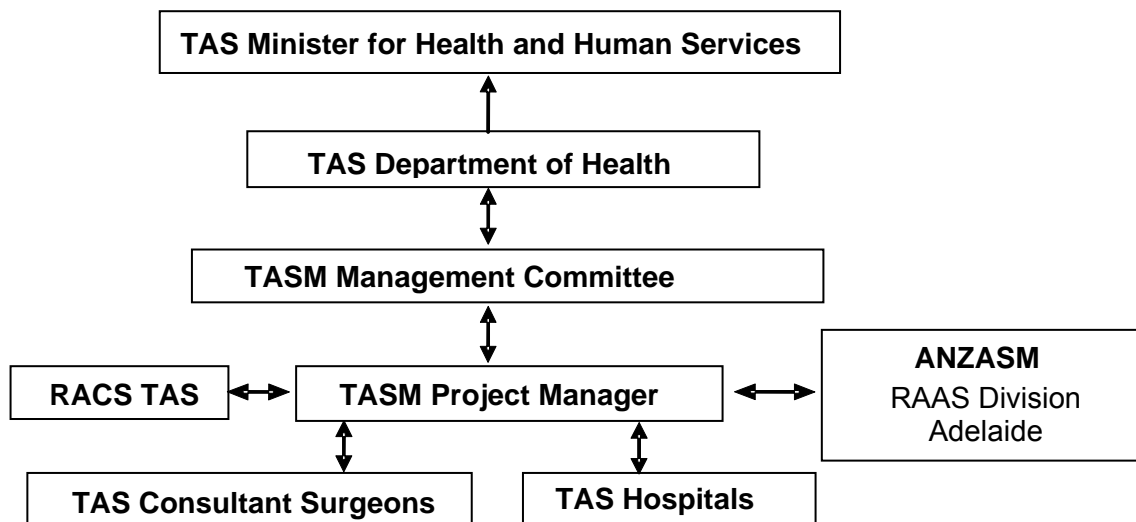 TAS Minister for Health and Human Services
TAS Department of Health
TASM Management Committee
RACS TAS
TASM Project Manager
ANZASM
RAAS Division
Adelaide
TAS Consultant Surgeons
TAS Hospitals